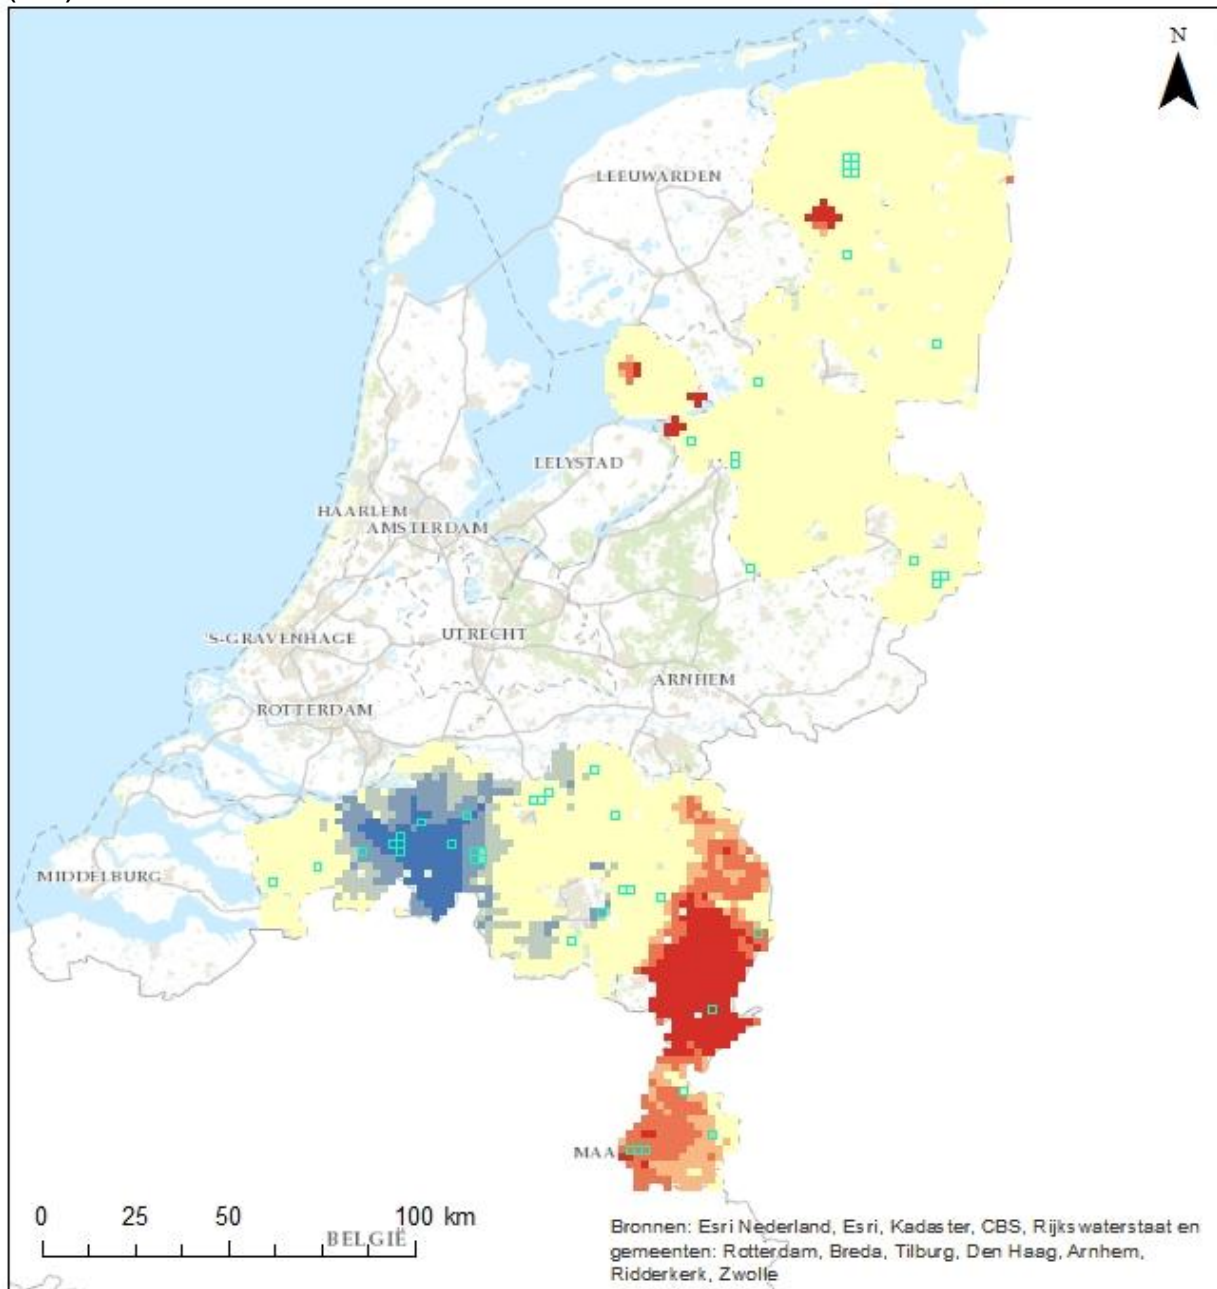 N
LEEUWARDEN
LELYSTAD
HAARLEM
AMSTERDAM
'S-GRAVENHAGE
UTRECHT
ARNHEM
ROTTERDAM
MIDDELBURG
MAA
0 25 50 100 km
BELGIË
Bronnen: Esri Nederland, Esri, Kadaster, CBS, Rijkswaterstaat en
gemeenten: Rotterdam, Breda, Tilburg, Den Haag, Arnhem,
Ridderkerk, Zwolle